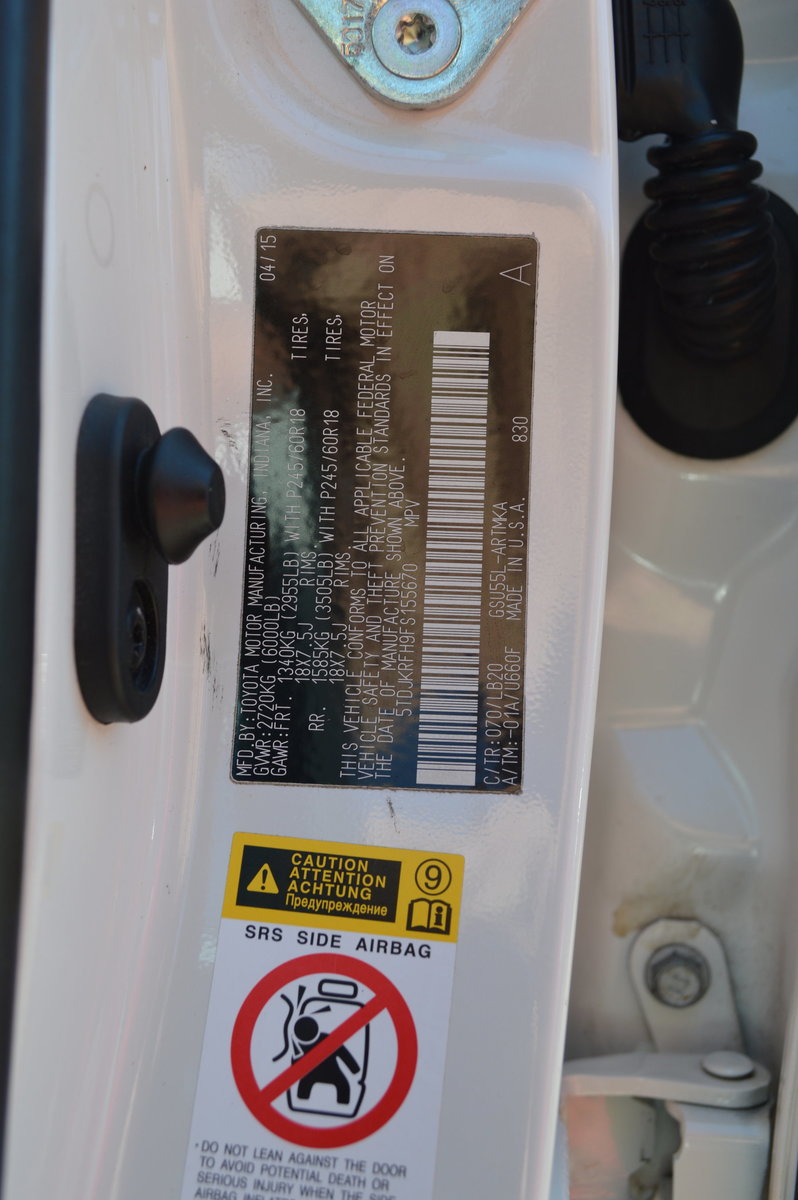 MFD.BY:TOYOTA MOTOR MANUFACTURING, INDIANA, INC. 04/15
GVWR:2720KG (6000LB)
GAWR:FRT. 1340KG (2955LB) WITH P245/60R18 TIRES,
18X7.5J RIMS.
RR. 1585KG (3505LB) WITH P245/60R18 TIRES,
18X7.5J RIMS.
THIS VEHICLE CONFORMS TO ALL APPLICABLE FEDERAL MOTOR
VEHICLE SAFETY AND THEFT PREVENTION STANDARDS IN EFFECT ON
THE DATE OF MANUFACTURE SHOWN ABOVE.
5TDJKRFH9FS155670 MPV
C/TR:070/LB20 GSU55L-ARTMKA
A/TM:-01A/U660F MADE IN U.S.A. 830
A
CAUTION
ATTENTION
ACHTUNG
Предупреждение
9
SRS SIDE AIRBAG
DO NOT LEAN AGAINST THE DOOR
TO AVOID POTENTIAL DEATH OR
SERIOUS INJURY WHEN THE SIDE